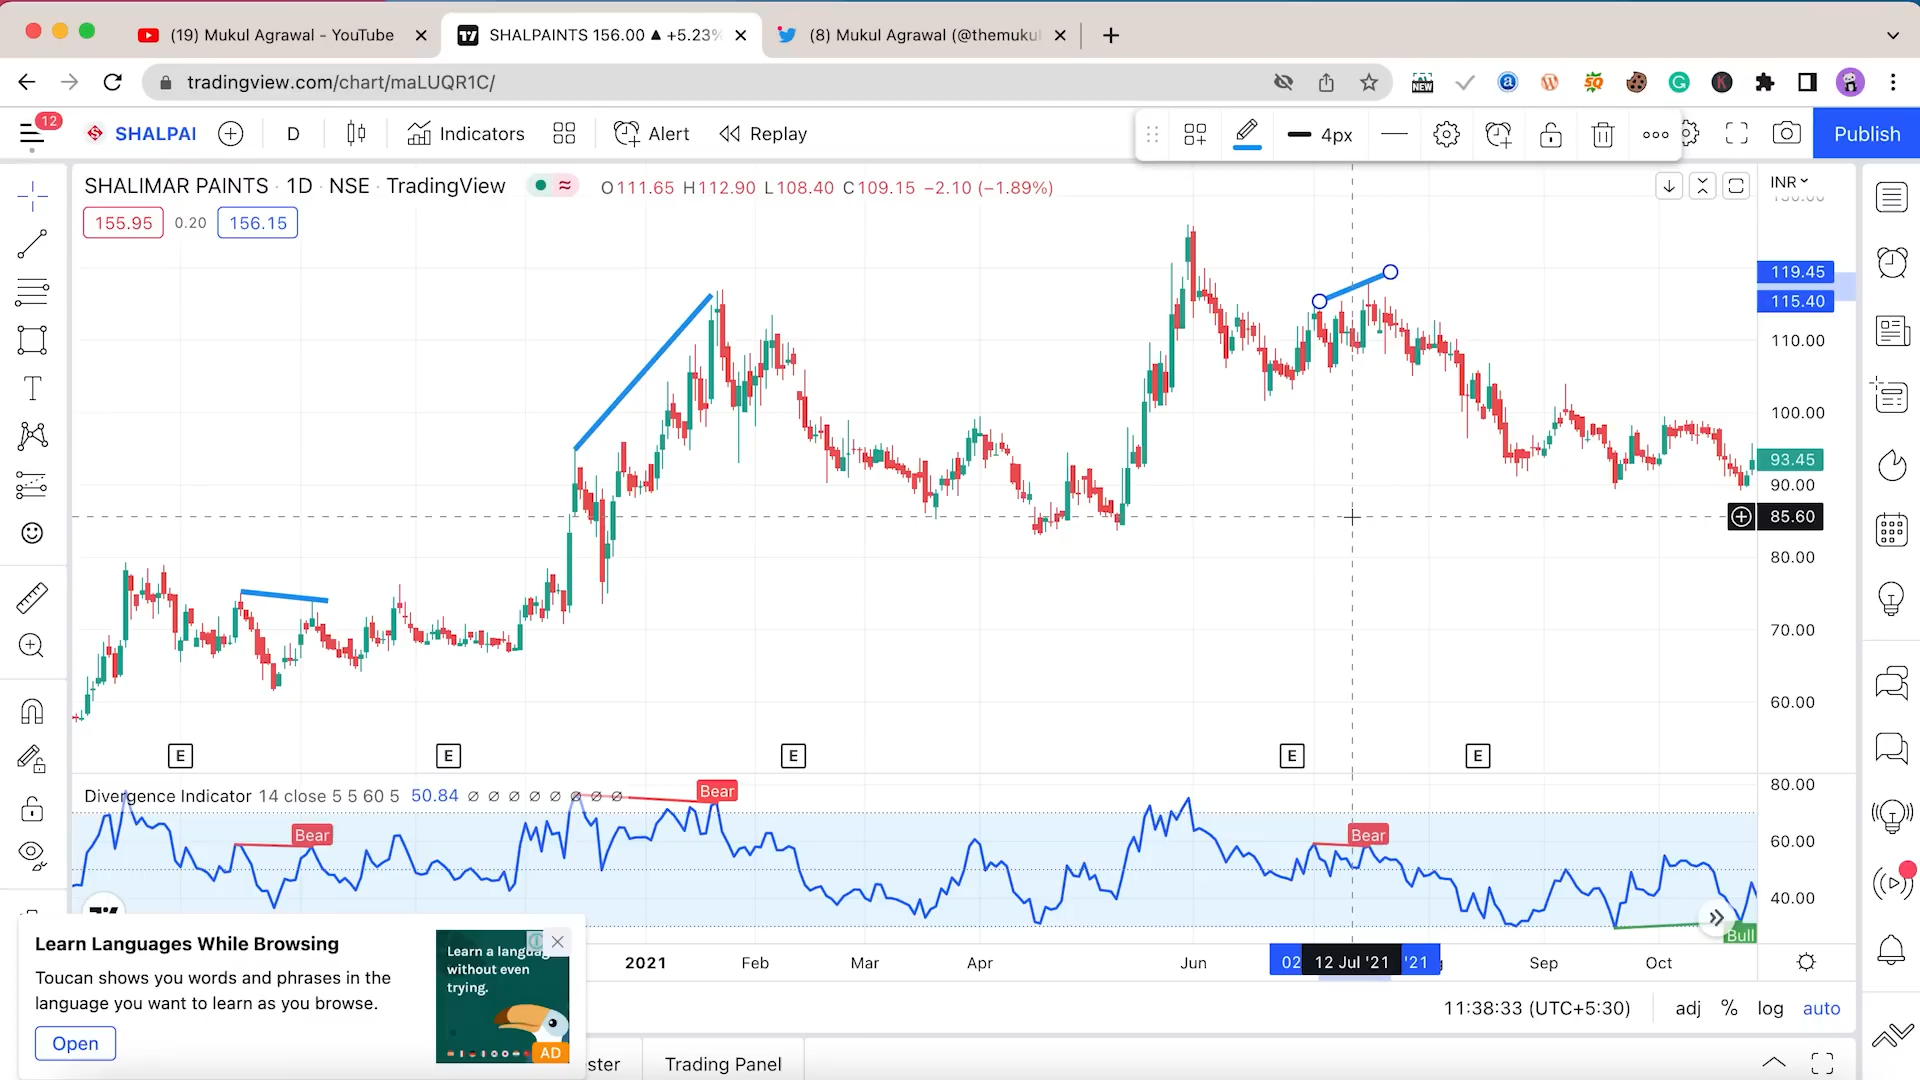 (19) Mukul Agrawal - YouTube
SHALPAINTS 156.00 ▲ +5.23%
(8) Mukul Agrawal (@themukul
tradingview.com/chart/maLUQR1C/
NEW
12
SHALPAI
D
Indicators
Alert
Replay
4px
Publish
SHALIMAR PAINTS · 1D · NSE · TradingView
O111.65 H112.90 L108.40 C109.15 −2.10 (−1.89%)
INR
155.95
0.20
156.15
119.45
115.40
110.00
100.00
93.45
90.00
85.60
80.00
70.00
60.00
E
E
E
E
E
Divergence Indicator 14 close 5 5 60 5 50.84 ∅ ∅ ∅ ∅ ∅ ∅ ∅ ∅
Bear
Bear
Bear
Bull
80.00
60.00
40.00
2021
Feb
Mar
Apr
Jun
02
12 Jul '21
'21
Sep
Oct
11:38:33 (UTC+5:30)
adj
%
log
auto
Learn Languages While Browsing
Toucan shows you words and phrases in the
language you want to learn as you browse.
Open
Learn a language
without even
trying.
AD
ster
Trading Panel